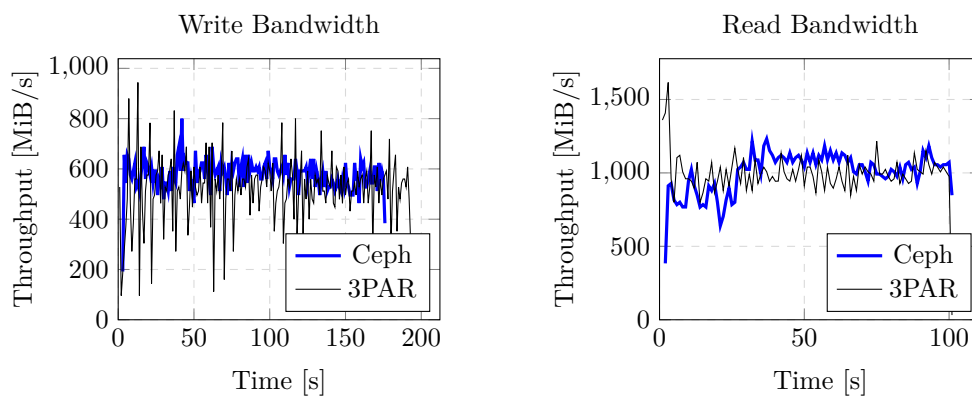 Write Bandwidth
1,000
800
600
400
200
0
0
50
100
150
200
Throughput [MiB/s]
Time [s]
Ceph
3PAR
Read Bandwidth
1,500
1,000
500
0
0
50
100
Throughput [MiB/s]
Time [s]
Ceph
3PAR